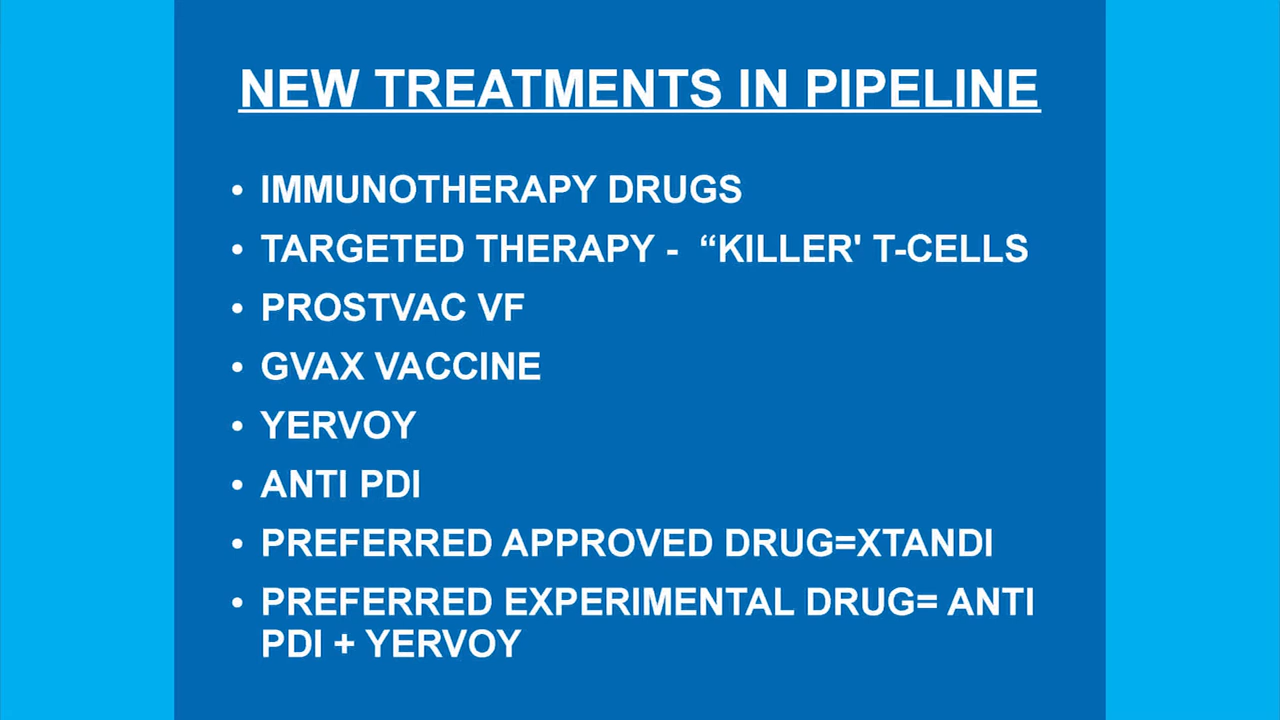 NEW TREATMENTS IN PIPELINE
• IMMUNOTHERAPY DRUGS
• TARGETED THERAPY -  “KILLER' T-CELLS
• PROSTVAC VF
• GVAX VACCINE
• YERVOY
• ANTI PDI
• PREFERRED APPROVED DRUG=XTANDI
• PREFERRED EXPERIMENTAL DRUG= ANTI
PDI + YERVOY